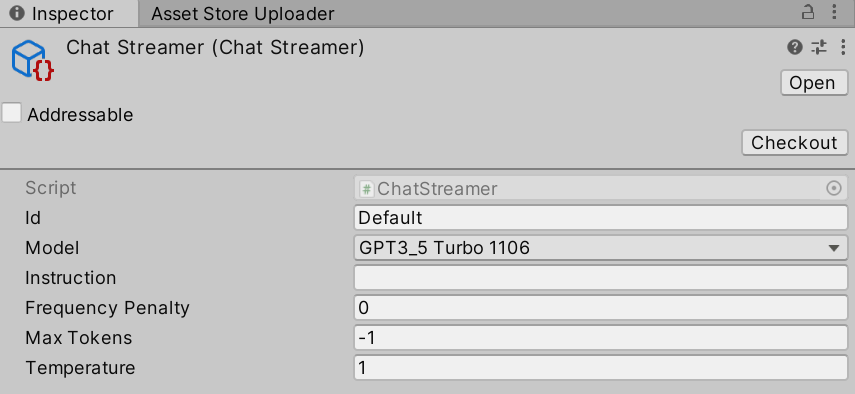 Inspector Asset Store Uploader
Chat Streamer (Chat Streamer)
Open
Addressable
Checkout
Script # ChatStreamer
Id Default
Model GPT3_5 Turbo 1106
Instruction
Frequency Penalty 0
Max Tokens -1
Temperature 1